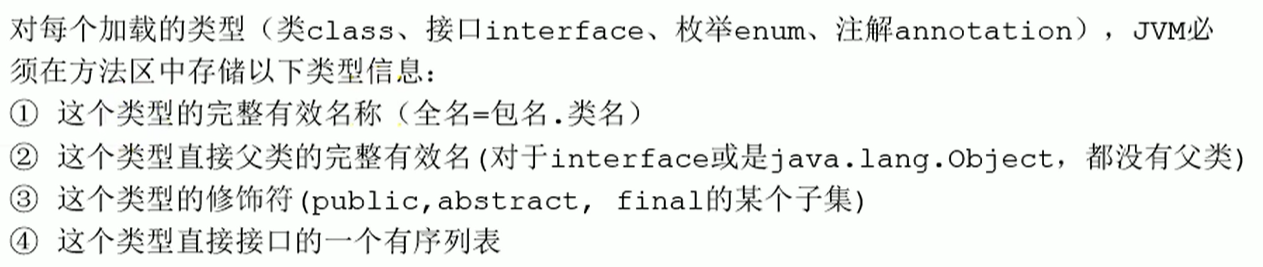 对每个加载的类型（类class、接口interface、枚举enum、注解annotation），JVM必
须在方法区中存储以下类型信息：
① 这个类型的完整有效名称（全名=包名.类名）
② 这个类型直接父类的完整有效名(对于interface或是java.lang.Object，都没有父类)
③ 这个类型的修饰符(public,abstract, final的某个子集)
④ 这个类型直接接口的一个有序列表